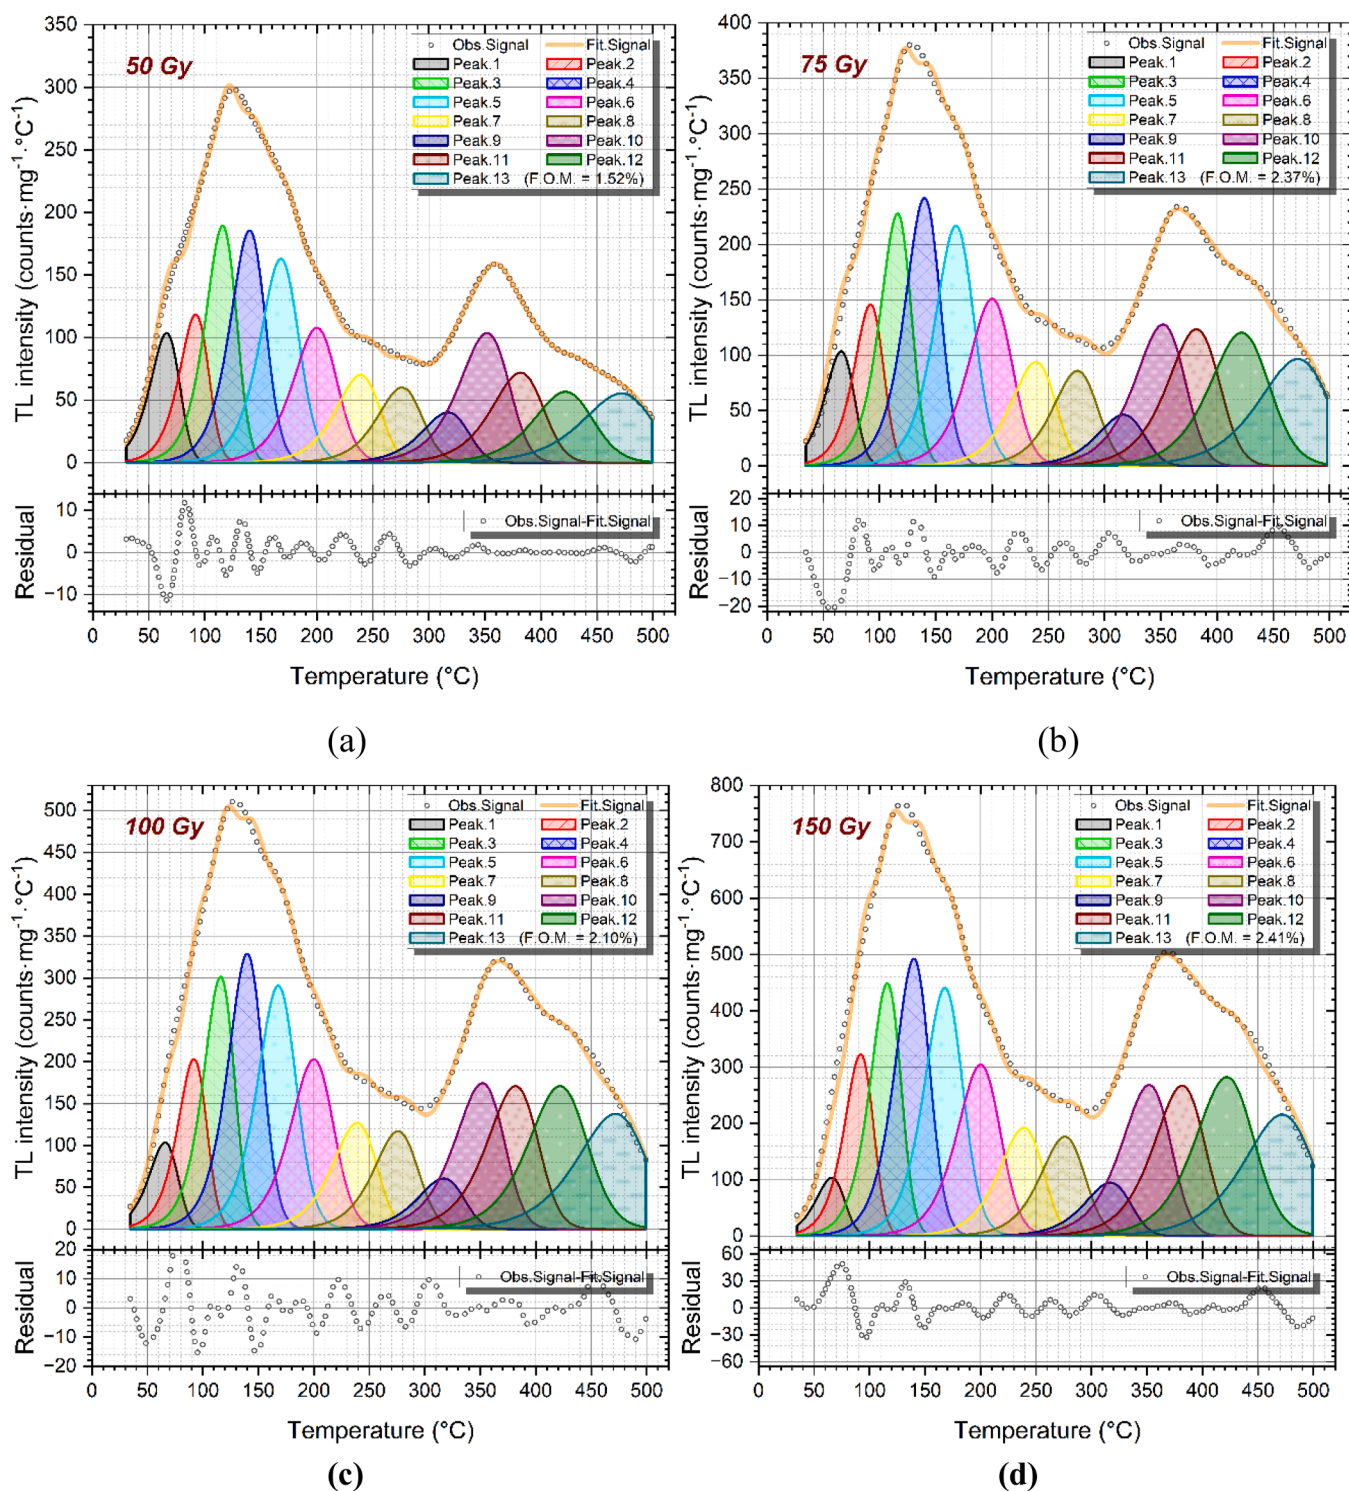 50 Gy
TL intensity (counts·mg⁻¹·°C⁻¹)
350
300
250
200
150
100
50
0
Obs.Signal Fit.Signal
Peak.1 Peak.2
Peak.3 Peak.4
Peak.5 Peak.6
Peak.7 Peak.8
Peak.9 Peak.10
Peak.11 Peak.12
Peak.13 (F.O.M. = 1.52%)
Residual
10
0
−10
Obs.Signal-Fit.Signal
0 50 100 150 200 250 300 350 400 450 500
Temperature (°C)
(a)
75 Gy
TL intensity (counts·mg⁻¹·°C⁻¹)
400
350
300
250
200
150
100
50
0
Obs.Signal Fit.Signal
Peak.1 Peak.2
Peak.3 Peak.4
Peak.5 Peak.6
Peak.7 Peak.8
Peak.9 Peak.10
Peak.11 Peak.12
Peak.13 (F.O.M. = 2.37%)
Residual
20
10
0
−10
−20
Obs.Signal-Fit.Signal
0 50 100 150 200 250 300 350 400 450 500
Temperature (°C)
(b)
100 Gy
TL intensity (counts·mg⁻¹·°C⁻¹)
500
450
400
350
300
250
200
150
100
50
0
Obs.Signal Fit.Signal
Peak.1 Peak.2
Peak.3 Peak.4
Peak.5 Peak.6
Peak.7 Peak.8
Peak.9 Peak.10
Peak.11 Peak.12
Peak.13 (F.O.M. = 2.10%)
Residual
20
10
0
−10
−20
Obs.Signal-Fit.Signal
0 50 100 150 200 250 300 350 400 450 500
Temperature (°C)
(c)
150 Gy
TL intensity (counts·mg⁻¹·°C⁻¹)
800
700
600
500
400
300
200
100
0
Obs.Signal Fit.Signal
Peak.1 Peak.2
Peak.3 Peak.4
Peak.5 Peak.6
Peak.7 Peak.8
Peak.9 Peak.10
Peak.11 Peak.12
Peak.13 (F.O.M. = 2.41%)
Residual
60
30
0
−30
−60
Obs.Signal-Fit.Signal
0 50 100 150 200 250 300 350 400 450 500
Temperature (°C)
(d)